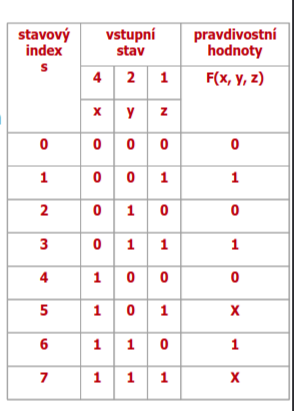 stavový index s vstupní stav pravdivostní hodnoty
4 2 1 F(x, y, z)
x y z
0 0 0 0 0
1 0 0 1 1
2 0 1 0 0
3 0 1 1 1
4 1 0 0 0
5 1 0 1 X
6 1 1 0 1
7 1 1 1 X